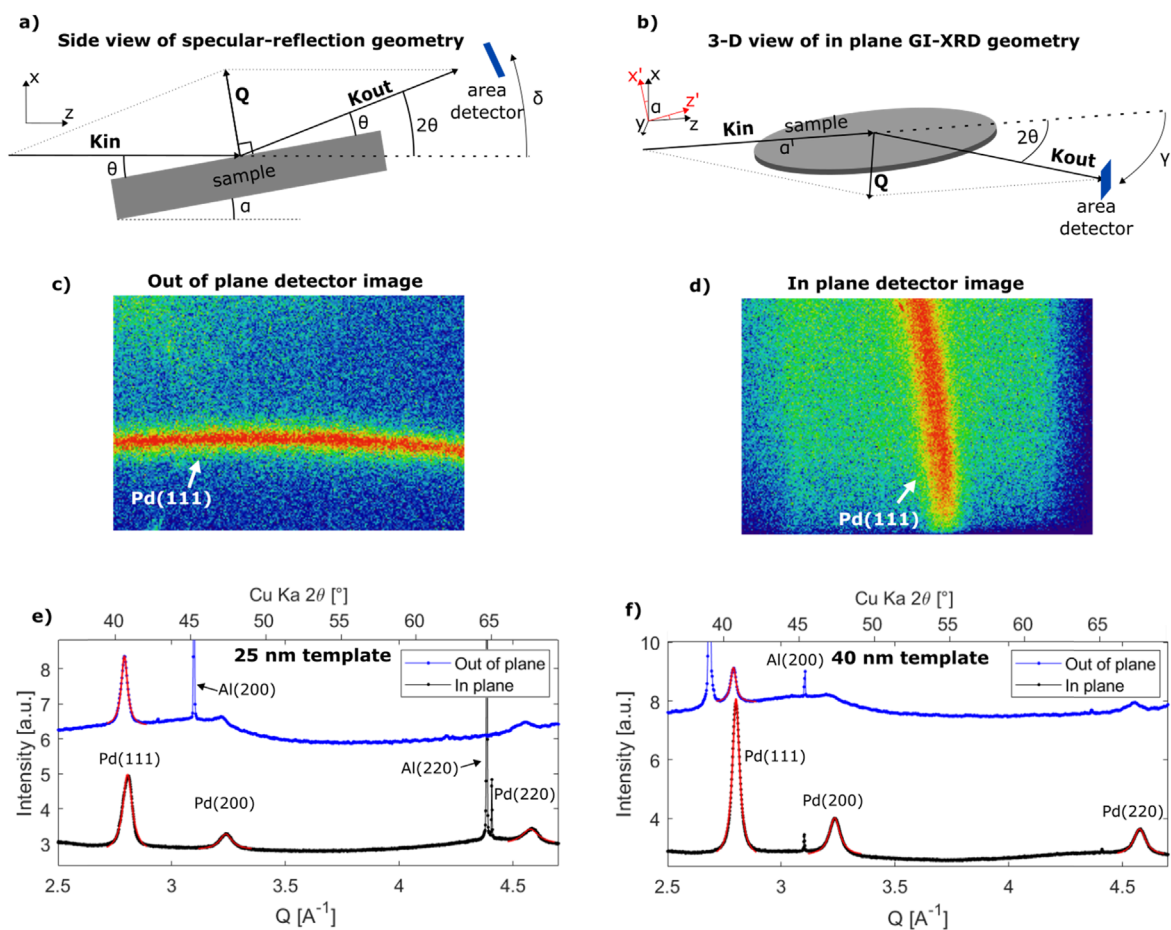 a)
Side view of specular-reflection geometry
x
z
Q
Kout
area
detector
δ
Kin
θ
2θ
θ
sample
α
b)
3-D view of in plane GI-XRD geometry
x'
x
α
z'
y
z
Kin
sample
α'
2θ
Kout
γ
Q
area
detector
c)
Out of plane detector image
Pd(111)
d)
In plane detector image
Pd(111)
e)
Cu Ka 2θ [°]
40 45 50 55 60 65
25 nm template
Out of plane
In plane
Al(200)
Pd(111)
Pd(200)
Al(220)
Pd(220)
Intensity [a.u.]
8
7
6
5
4
3
2.5 3 3.5 4 4.5
Q [A⁻¹]
f)
Cu Ka 2θ [°]
40 45 50 55 60 65
Al(200)
40 nm template
Out of plane
In plane
Pd(111)
Pd(200)
Pd(220)
Intensity [a.u.]
10
8
6
4
2.5 3 3.5 4 4.5
Q [A⁻¹]